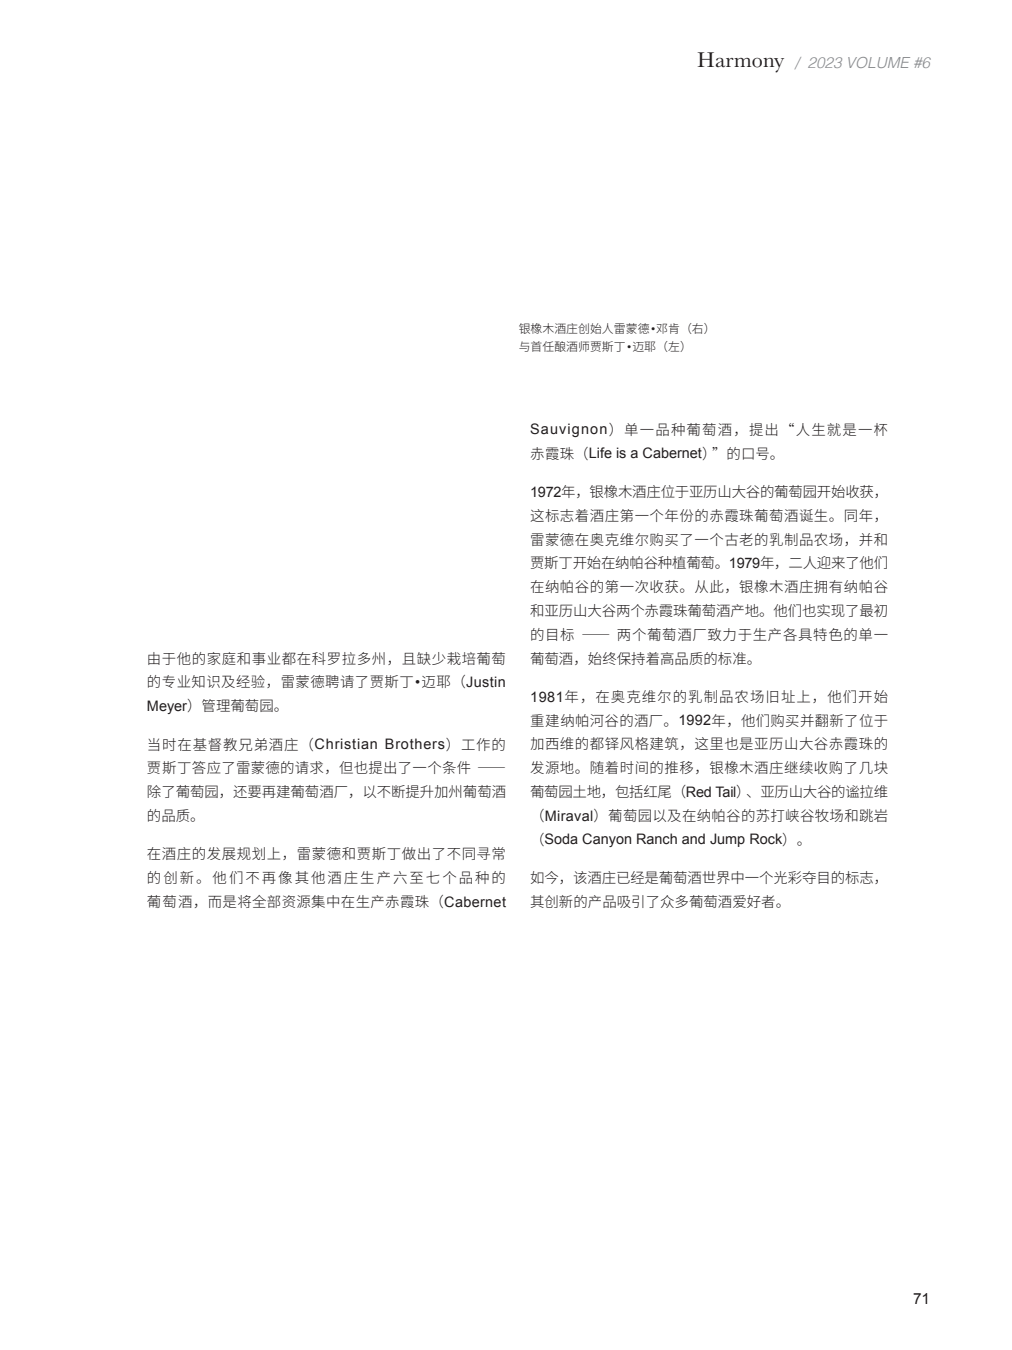 Harmony / 2023 VOLUME #6
银橡木酒庄创始人雷蒙德•邓肯（右）
与首任酿酒师贾斯丁•迈耶（左）
由于他的家庭和事业都在科罗拉多州，且缺少栽培葡萄
的专业知识及经验，雷蒙德聘请了贾斯丁•迈耶（Justin
Meyer）管理葡萄园。
当时在基督教兄弟酒庄（Christian Brothers）工作的
贾斯丁答应了雷蒙德的请求，但也提出了一个条件 ——
除了葡萄园，还要再建葡萄酒厂，以不断提升加州葡萄酒
的品质。
在酒庄的发展规划上，雷蒙德和贾斯丁做出了不同寻常
的创新。他们不再像其他酒庄生产六至七个品种的
葡萄酒，而是将全部资源集中在生产赤霞珠（Cabernet
Sauvignon）单一品种葡萄酒，提出“人生就是一杯
赤霞珠（Life is a Cabernet）”的口号。
1972年，银橡木酒庄位于亚历山大谷的葡萄园开始收获，
这标志着酒庄第一个年份的赤霞珠葡萄酒诞生。同年，
雷蒙德在奥克维尔购买了一个古老的乳制品农场，并和
贾斯丁开始在纳帕谷种植葡萄。1979年，二人迎来了他们
在纳帕谷的第一次收获。从此，银橡木酒庄拥有纳帕谷
和亚历山大谷两个赤霞珠葡萄酒产地。他们也实现了最初
的目标 —— 两个葡萄酒厂致力于生产各具特色的单一
葡萄酒，始终保持着高品质的标准。
1981年，在奥克维尔的乳制品农场旧址上，他们开始
重建纳帕河谷的酒厂。1992年，他们购买并翻新了位于
加西维的都铎风格建筑，这里也是亚历山大谷赤霞珠的
发源地。随着时间的推移，银橡木酒庄继续收购了几块
葡萄园土地，包括红尾（Red Tail）、亚历山大谷的谧拉维
（Miraval）葡萄园以及在纳帕谷的苏打峡谷牧场和跳岩
（Soda Canyon Ranch and Jump Rock）。
如今，该酒庄已经是葡萄酒世界中一个光彩夺目的标志，
其创新的产品吸引了众多葡萄酒爱好者。
71